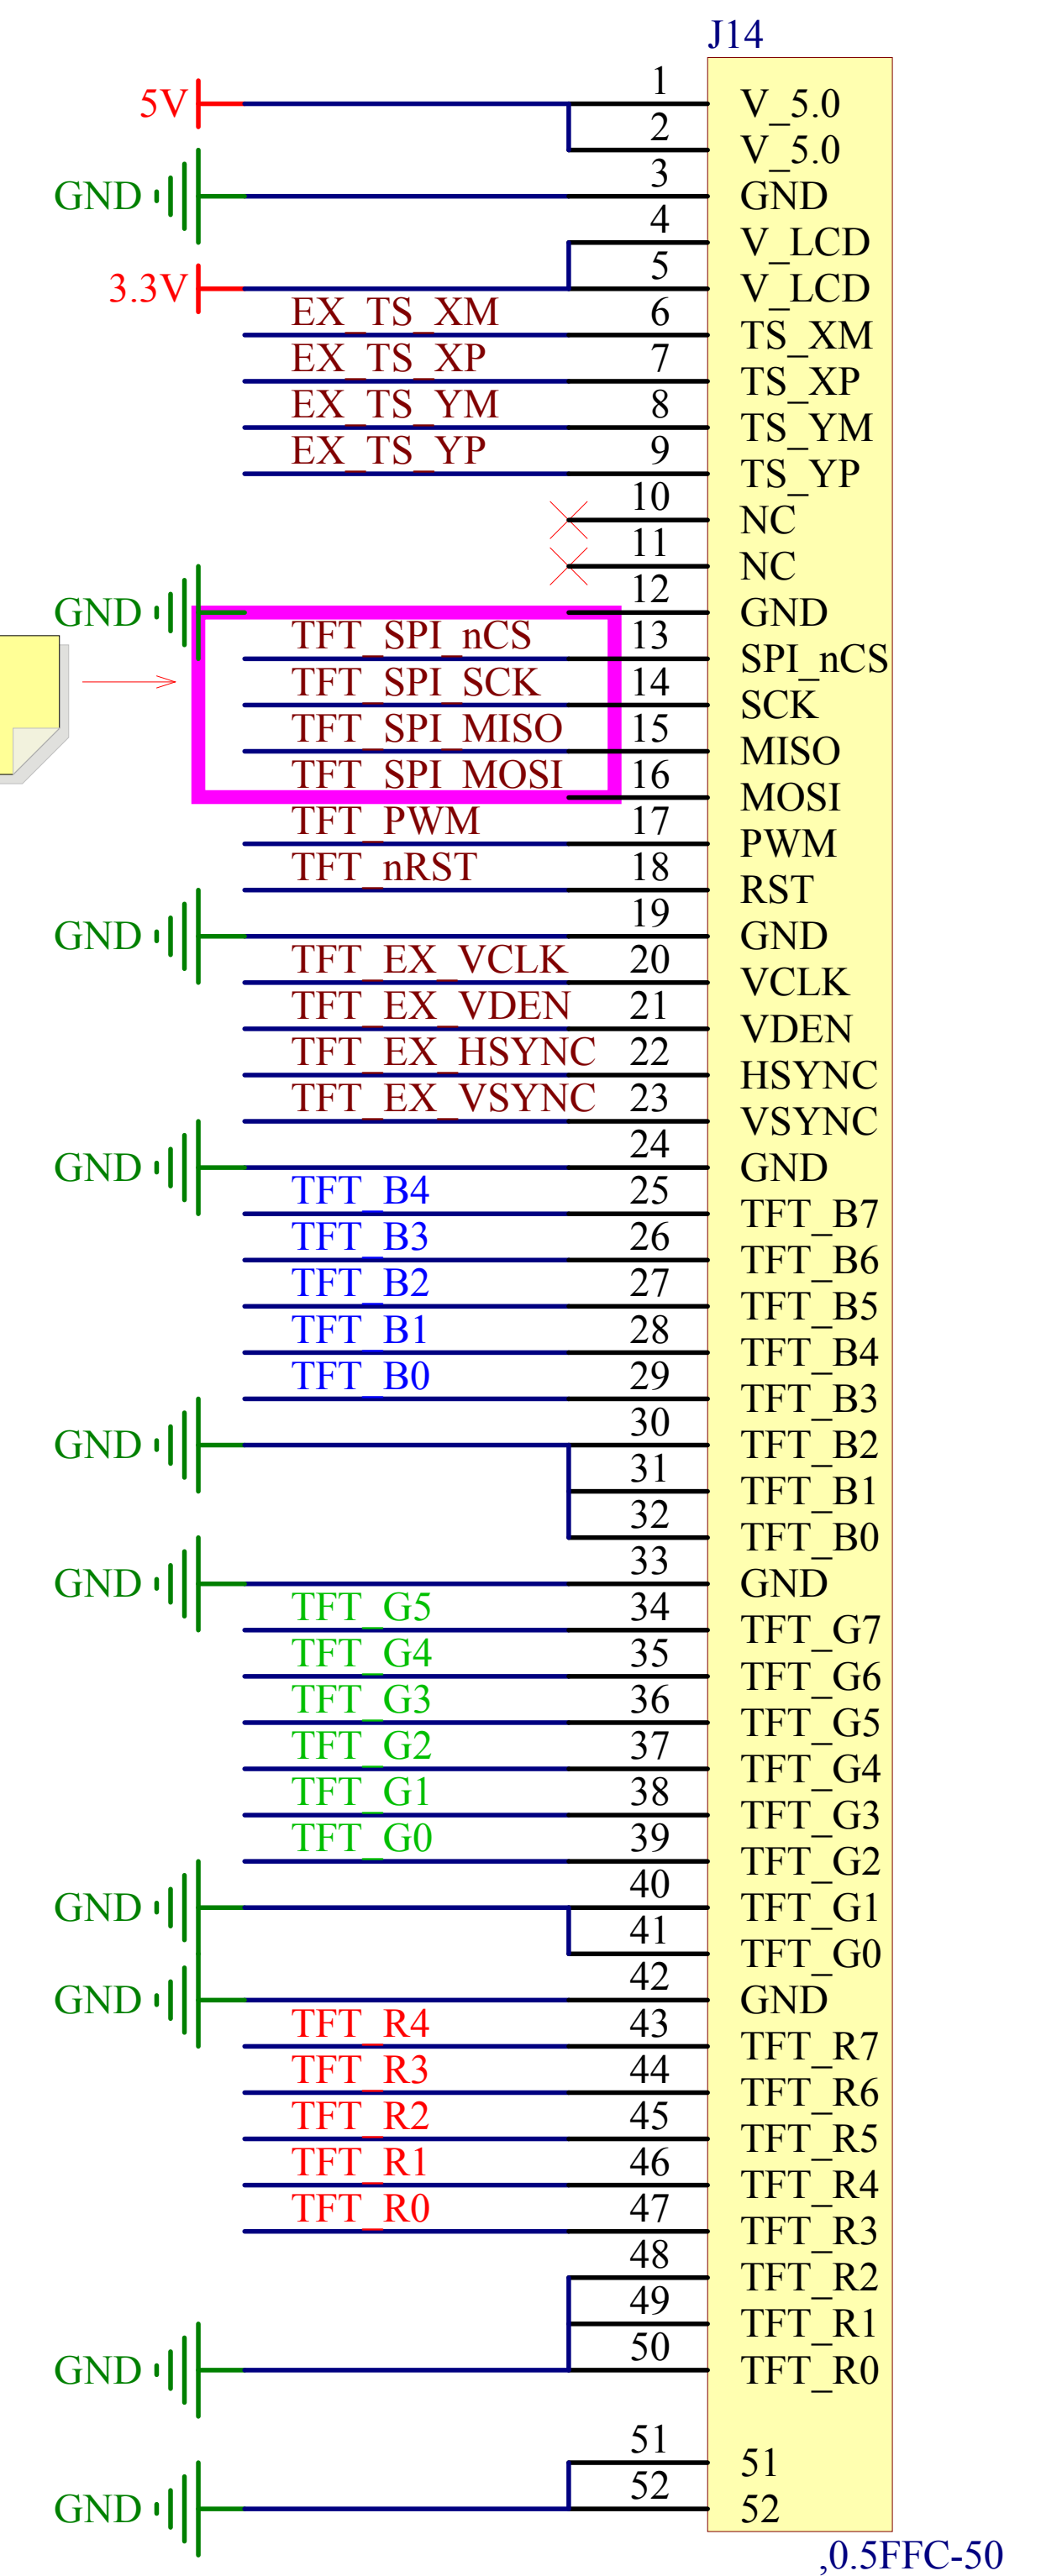 J14
5V 1 V_5.0
2 V_5.0
GND 3 GND
4 V_LCD
3.3V 5 V_LCD
EX_TS_XM 6 TS_XM
EX_TS_XP 7 TS_XP
EX_TS_YM 8 TS_YM
EX_TS_YP 9 TS_YP
10 NC
11 NC
GND 12 GND
TFT_SPI_nCS 13 SPI_nCS
TFT_SPI_SCK 14 SCK
TFT_SPI_MISO 15 MISO
TFT_SPI_MOSI 16 MOSI
TFT_PWM 17 PWM
TFT_nRST 18 RST
GND 19 GND
TFT_EX_VCLK 20 VCLK
TFT_EX_VDEN 21 VDEN
TFT_EX_HSYNC 22 HSYNC
TFT_EX_VSYNC 23 VSYNC
GND 24 GND
TFT_B4 25 TFT_B7
TFT_B3 26 TFT_B6
TFT_B2 27 TFT_B5
TFT_B1 28 TFT_B4
TFT_B0 29 TFT_B3
GND 30 TFT_B2
31 TFT_B1
32 TFT_B0
GND 33 GND
TFT_G5 34 TFT_G7
TFT_G4 35 TFT_G6
TFT_G3 36 TFT_G5
TFT_G2 37 TFT_G4
TFT_G1 38 TFT_G3
TFT_G0 39 TFT_G2
GND 40 TFT_G1
41 TFT_G0
GND 42 GND
TFT_R4 43 TFT_R7
TFT_R3 44 TFT_R6
TFT_R2 45 TFT_R5
TFT_R1 46 TFT_R4
TFT_R0 47 TFT_R3
48 TFT_R2
49 TFT_R1
GND 50 TFT_R0
51 51
GND 52 52
,0.5FFC-50